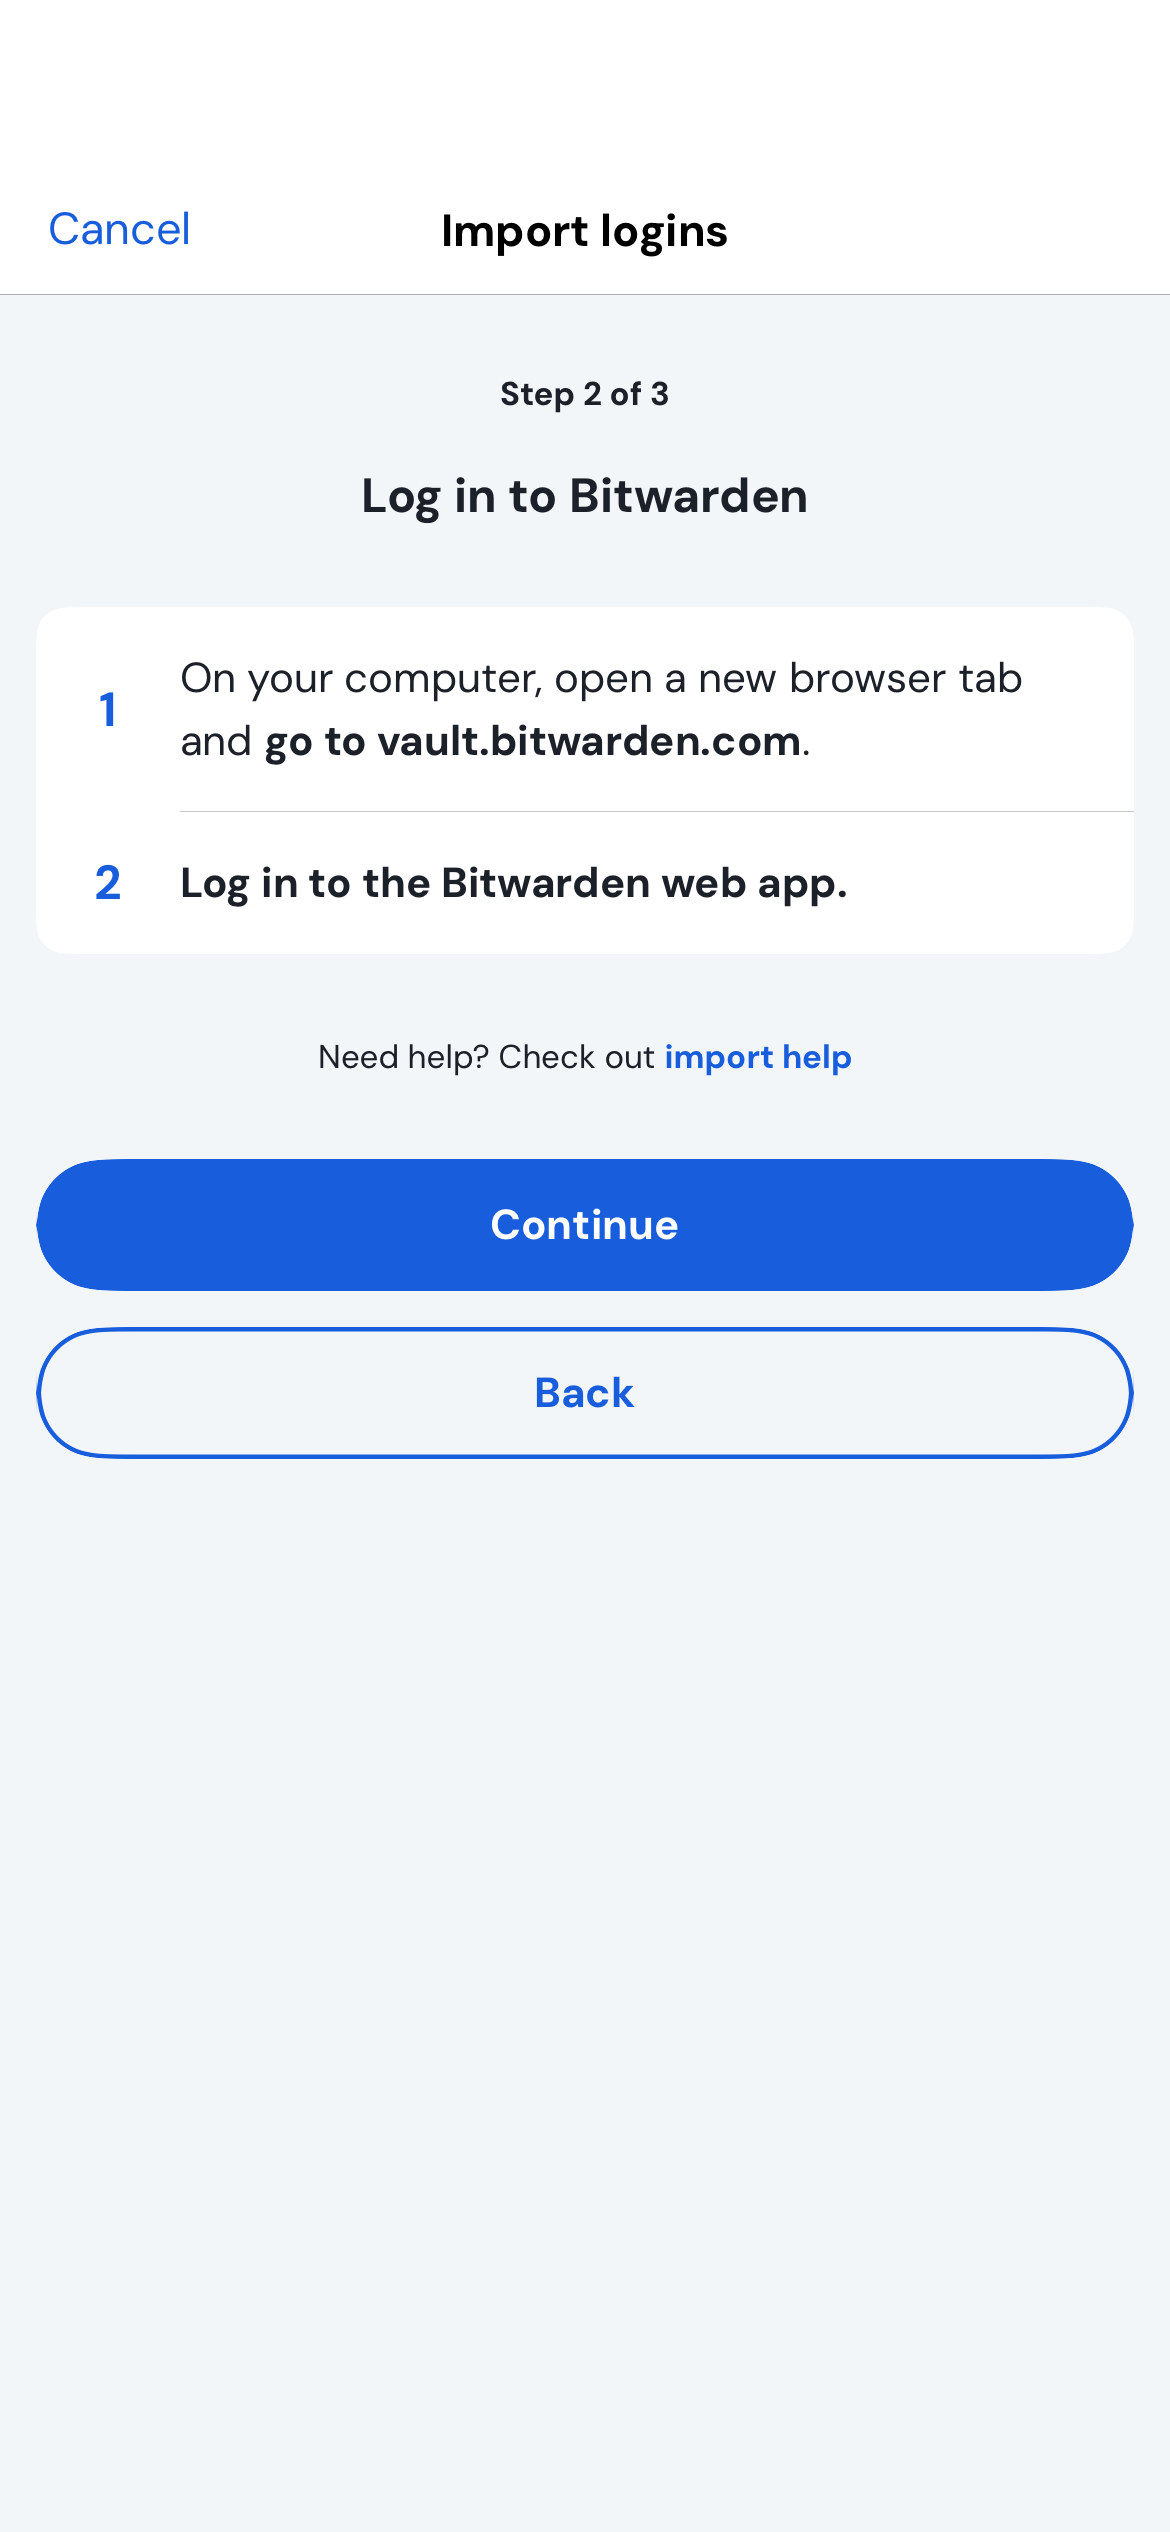 Cancel
Import logins
Step 2 of 3
Log in to Bitwarden
1
On your computer, open a new browser tab
and go to vault.bitwarden.com.
2
Log in to the Bitwarden web app.
Need help? Check out import help
Continue
Back